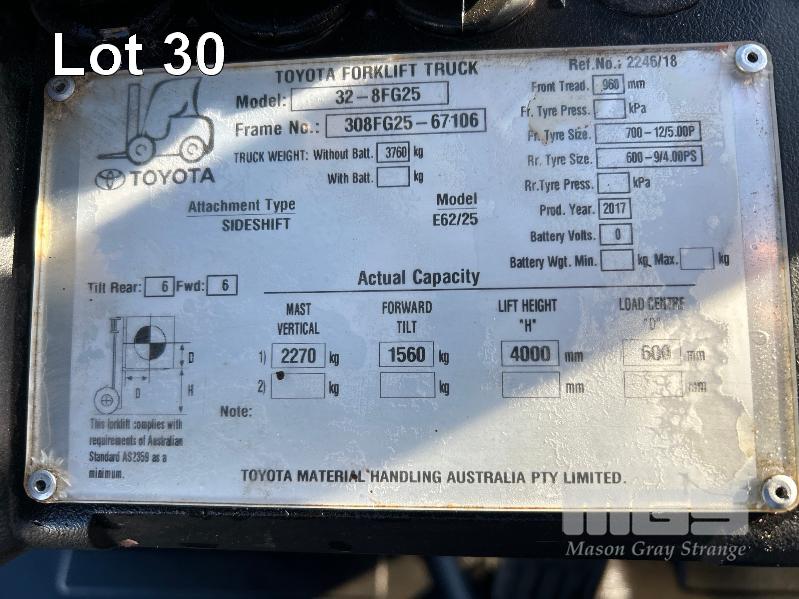 Lot 30
TOYOTA FORKLIFT TRUCK
Ref.No.: 2246/18
Model: 32-8FG25
Frame No.: 308FG25-67106
TRUCK WEIGHT: Without Batt. 3760 kg
With Batt. kg
TOYOTA
Attachment Type
SIDESHIFT
Model
E62/25
Front Tread. 960 mm
Fr. Tyre Press. kPa
Fr. Tyre Size. 700-12/5.00P
Rr. Tyre Size. 600-9/4.00PS
Rr.Tyre Press. kPa
Prod. Year. 2017
Battery Volts. 0
Battery Wgt. Min. kg, Max. kg
Actual Capacity
Tilt Rear: 6 Fwd: 6
MAST VERTICAL
FORWARD TILT
LIFT HEIGHT "H"
LOAD CENTRE "D"
1) 2270 kg 1560 kg 4000 mm 600 mm
2) kg kg mm mm
D
D H
Note:
This forklift complies with
requirements of Australian
Standard AS2359 as a
minimum.
TOYOTA MATERIAL HANDLING AUSTRALIA PTY LIMITED.
MGS
Mason Gray Strange